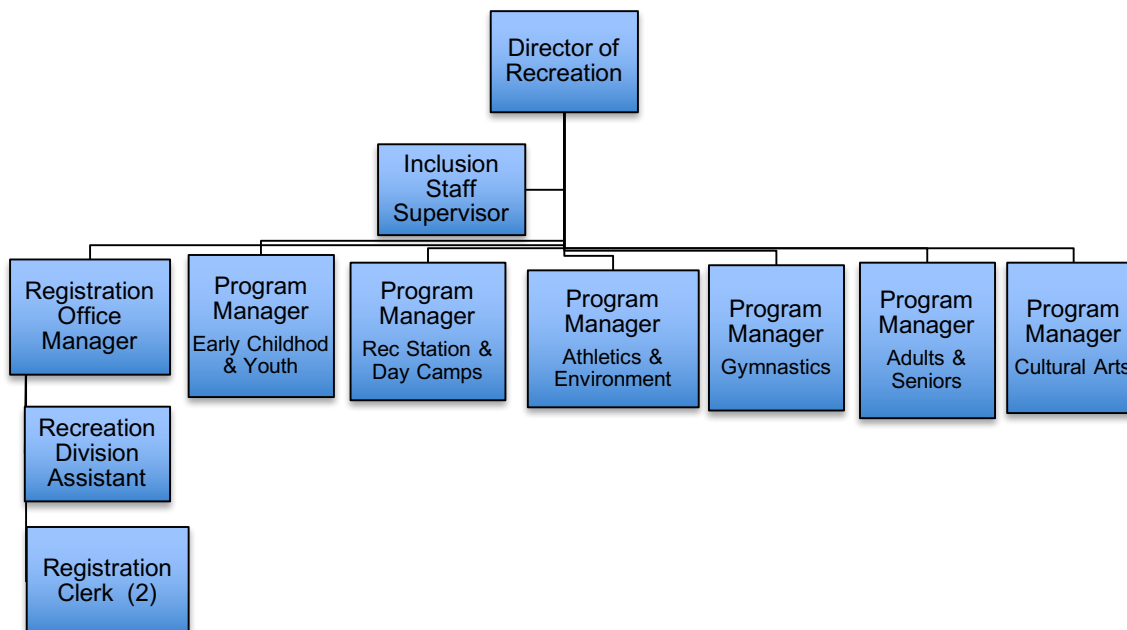 Director of
Recreation
Inclusion
Staff
Supervisor
Registration
Office
Manager
Program
Manager
Early Childhod
& Youth
Program
Manager
Rec Station &
Day Camps
Program
Manager
Athletics &
Environment
Program
Manager
Gymnastics
Program
Manager
Adults &
Seniors
Program
Manager
Cultural Arts
Recreation
Division
Assistant
Registration
Clerk (2)